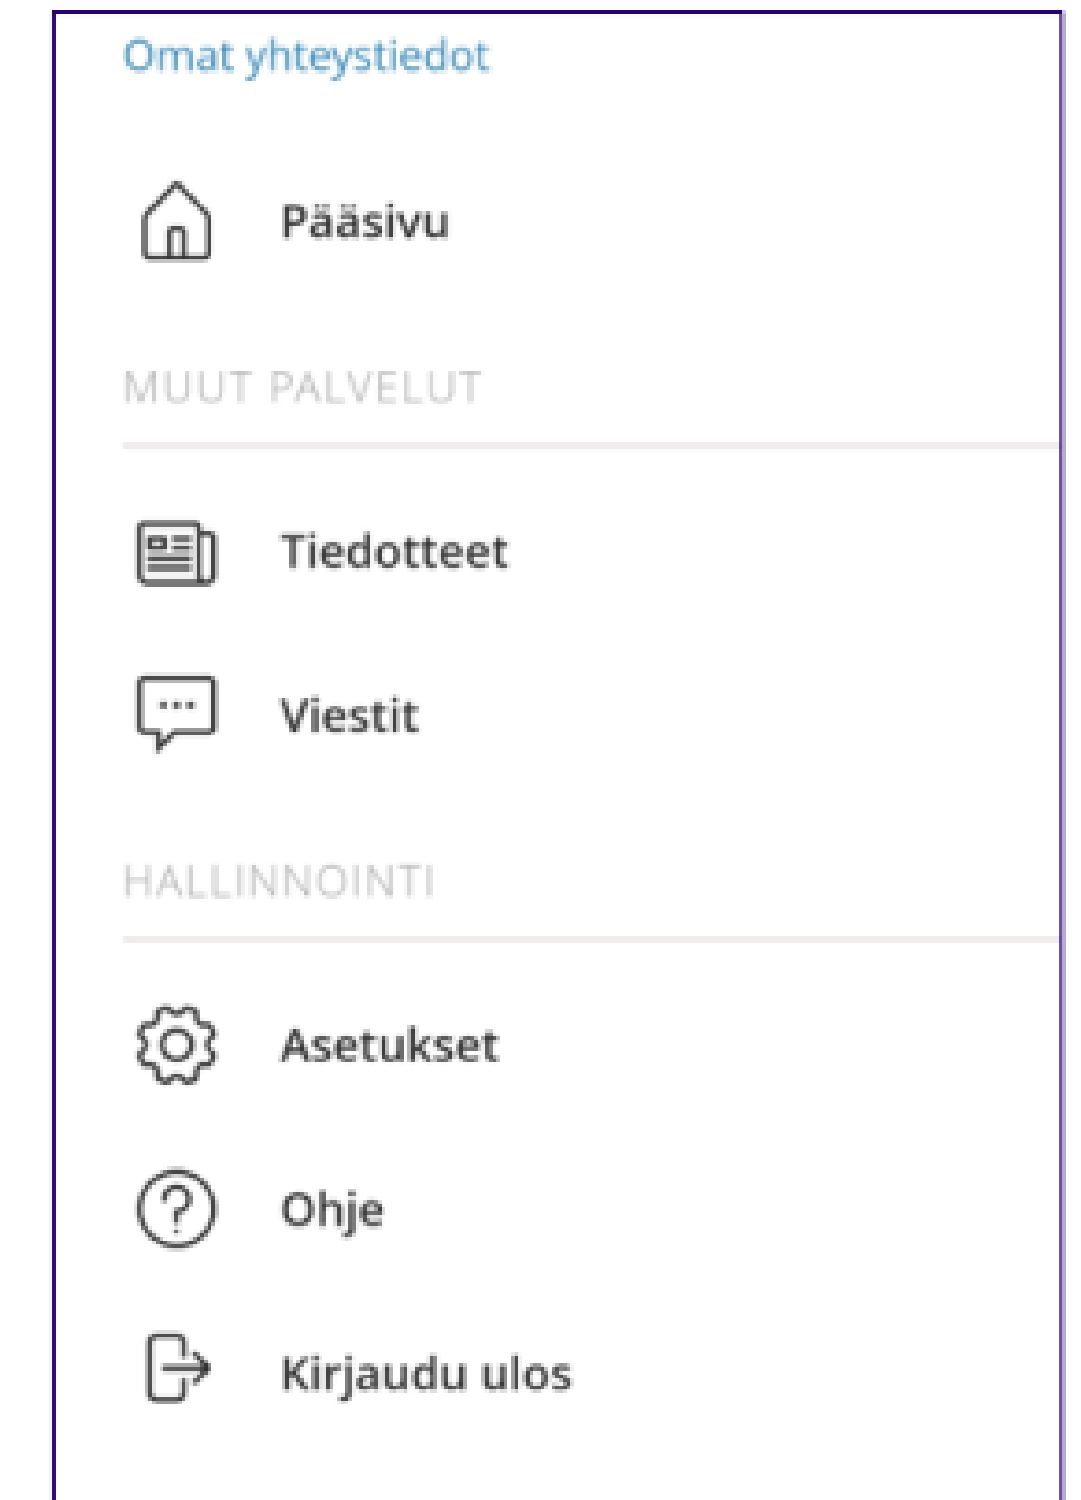 Omat yhteystiedot
Pääsivu
MUUT PALVELUT
Tiedotteet
Viestit
HALLINNOINTI
Asetukset
Ohje
Kirjaudu ulos